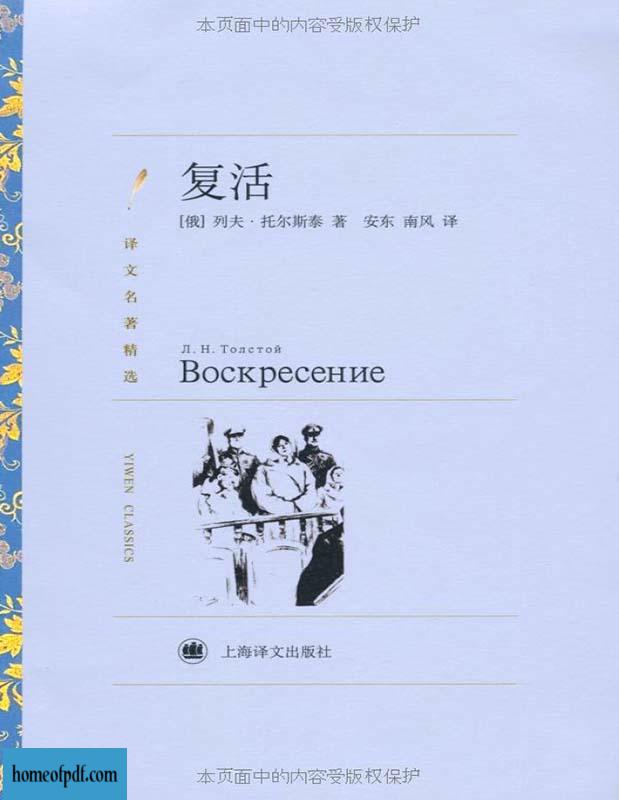 本页面中的内容受版权保护
复活
[俄] 列夫·托尔斯泰 著 安东 南风 译
译文名著精选
Л. Н. Толстой
Воскресение
YIWEN CLASSICS
上海译文出版社
homeofpdf.com
本页面中的内容受版权保护